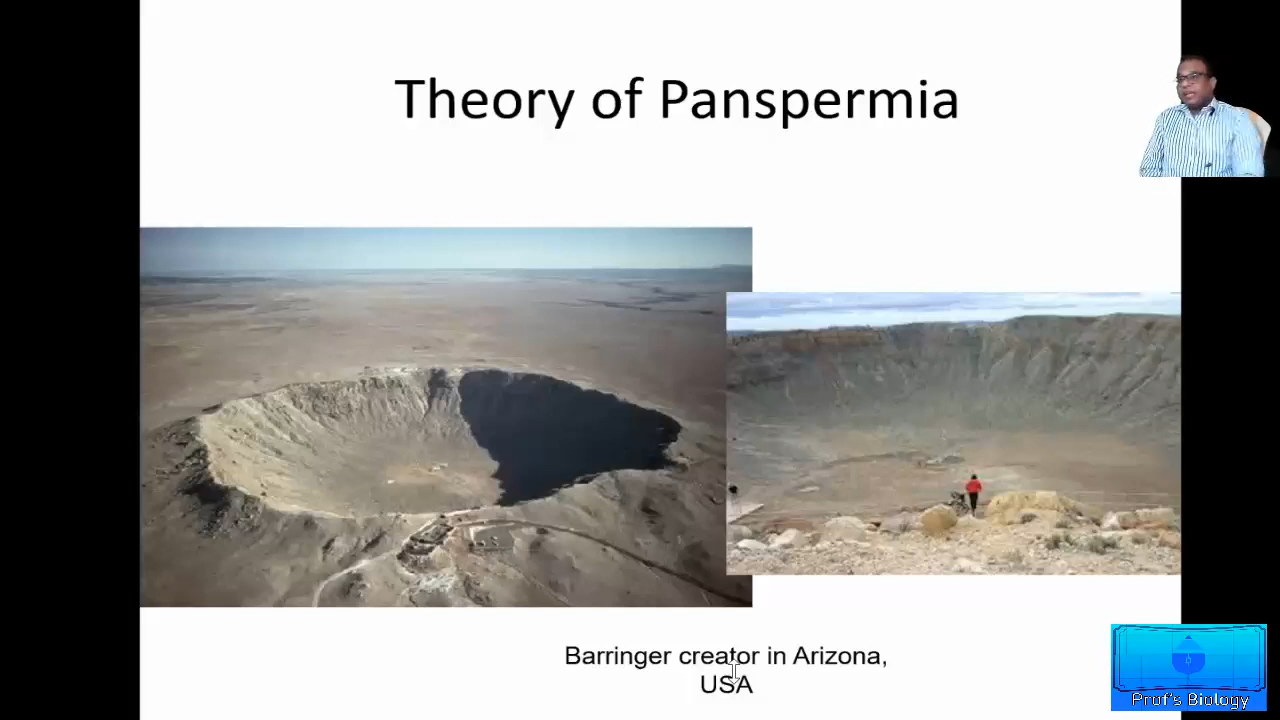 Theory of Panspermia
Barringer creator in Arizona,
USA
Prof's Biology